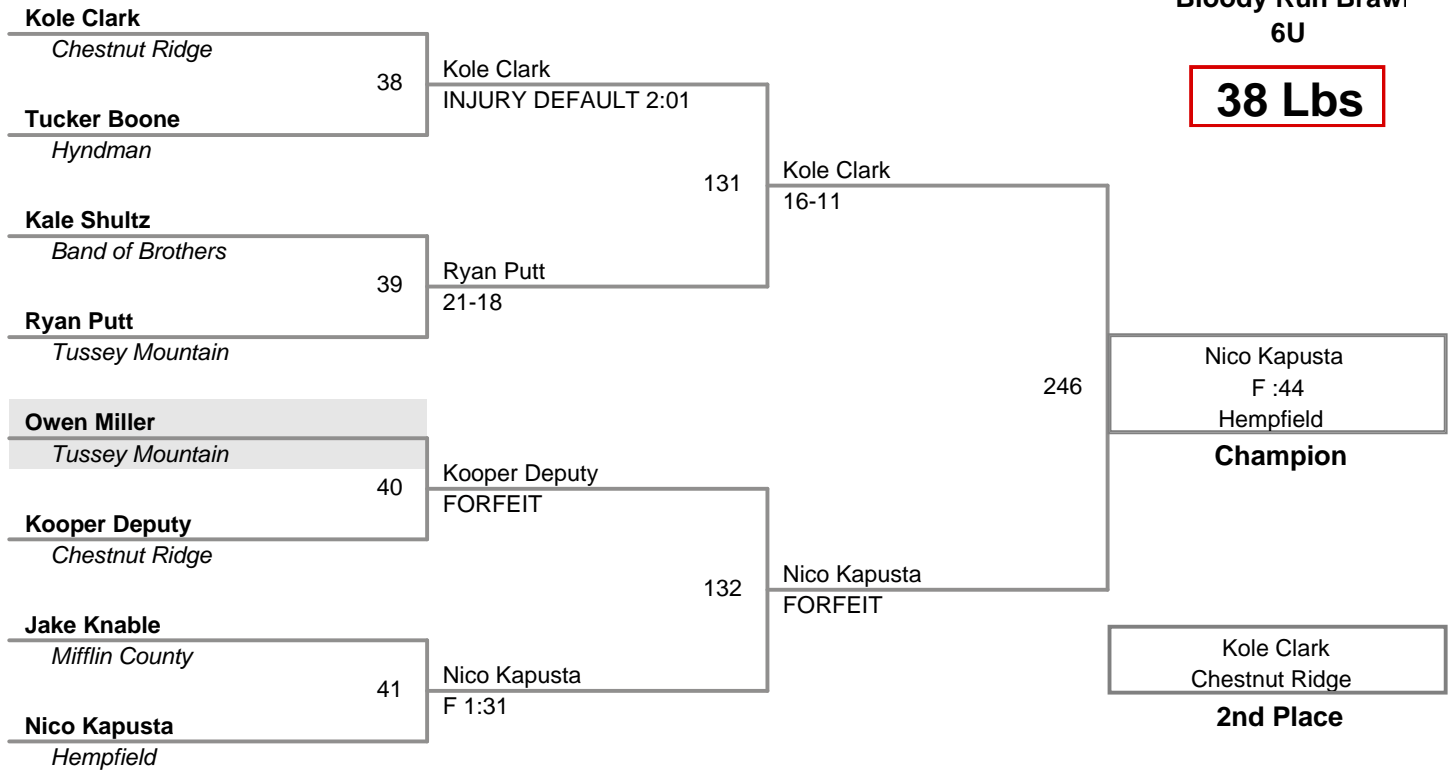 Bloody Run Brawl
6U
38 Lbs
Kole Clark
Chestnut Ridge
38
Tucker Boone
Hyndman
Kole Clark
INJURY DEFAULT 2:01
Kale Shultz
Band of Brothers
39
Ryan Putt
Tussey Mountain
Ryan Putt
21-18
131
Kole Clark
16-11
Owen Miller
Tussey Mountain
40
Kooper Deputy
Chestnut Ridge
Kooper Deputy
FORFEIT
Jake Knable
Mifflin County
41
Nico Kapusta
Hempfield
Nico Kapusta
F 1:31
132
Nico Kapusta
FORFEIT
246
Nico Kapusta
F :44
Hempfield
Champion
Kole Clark
Chestnut Ridge
2nd Place